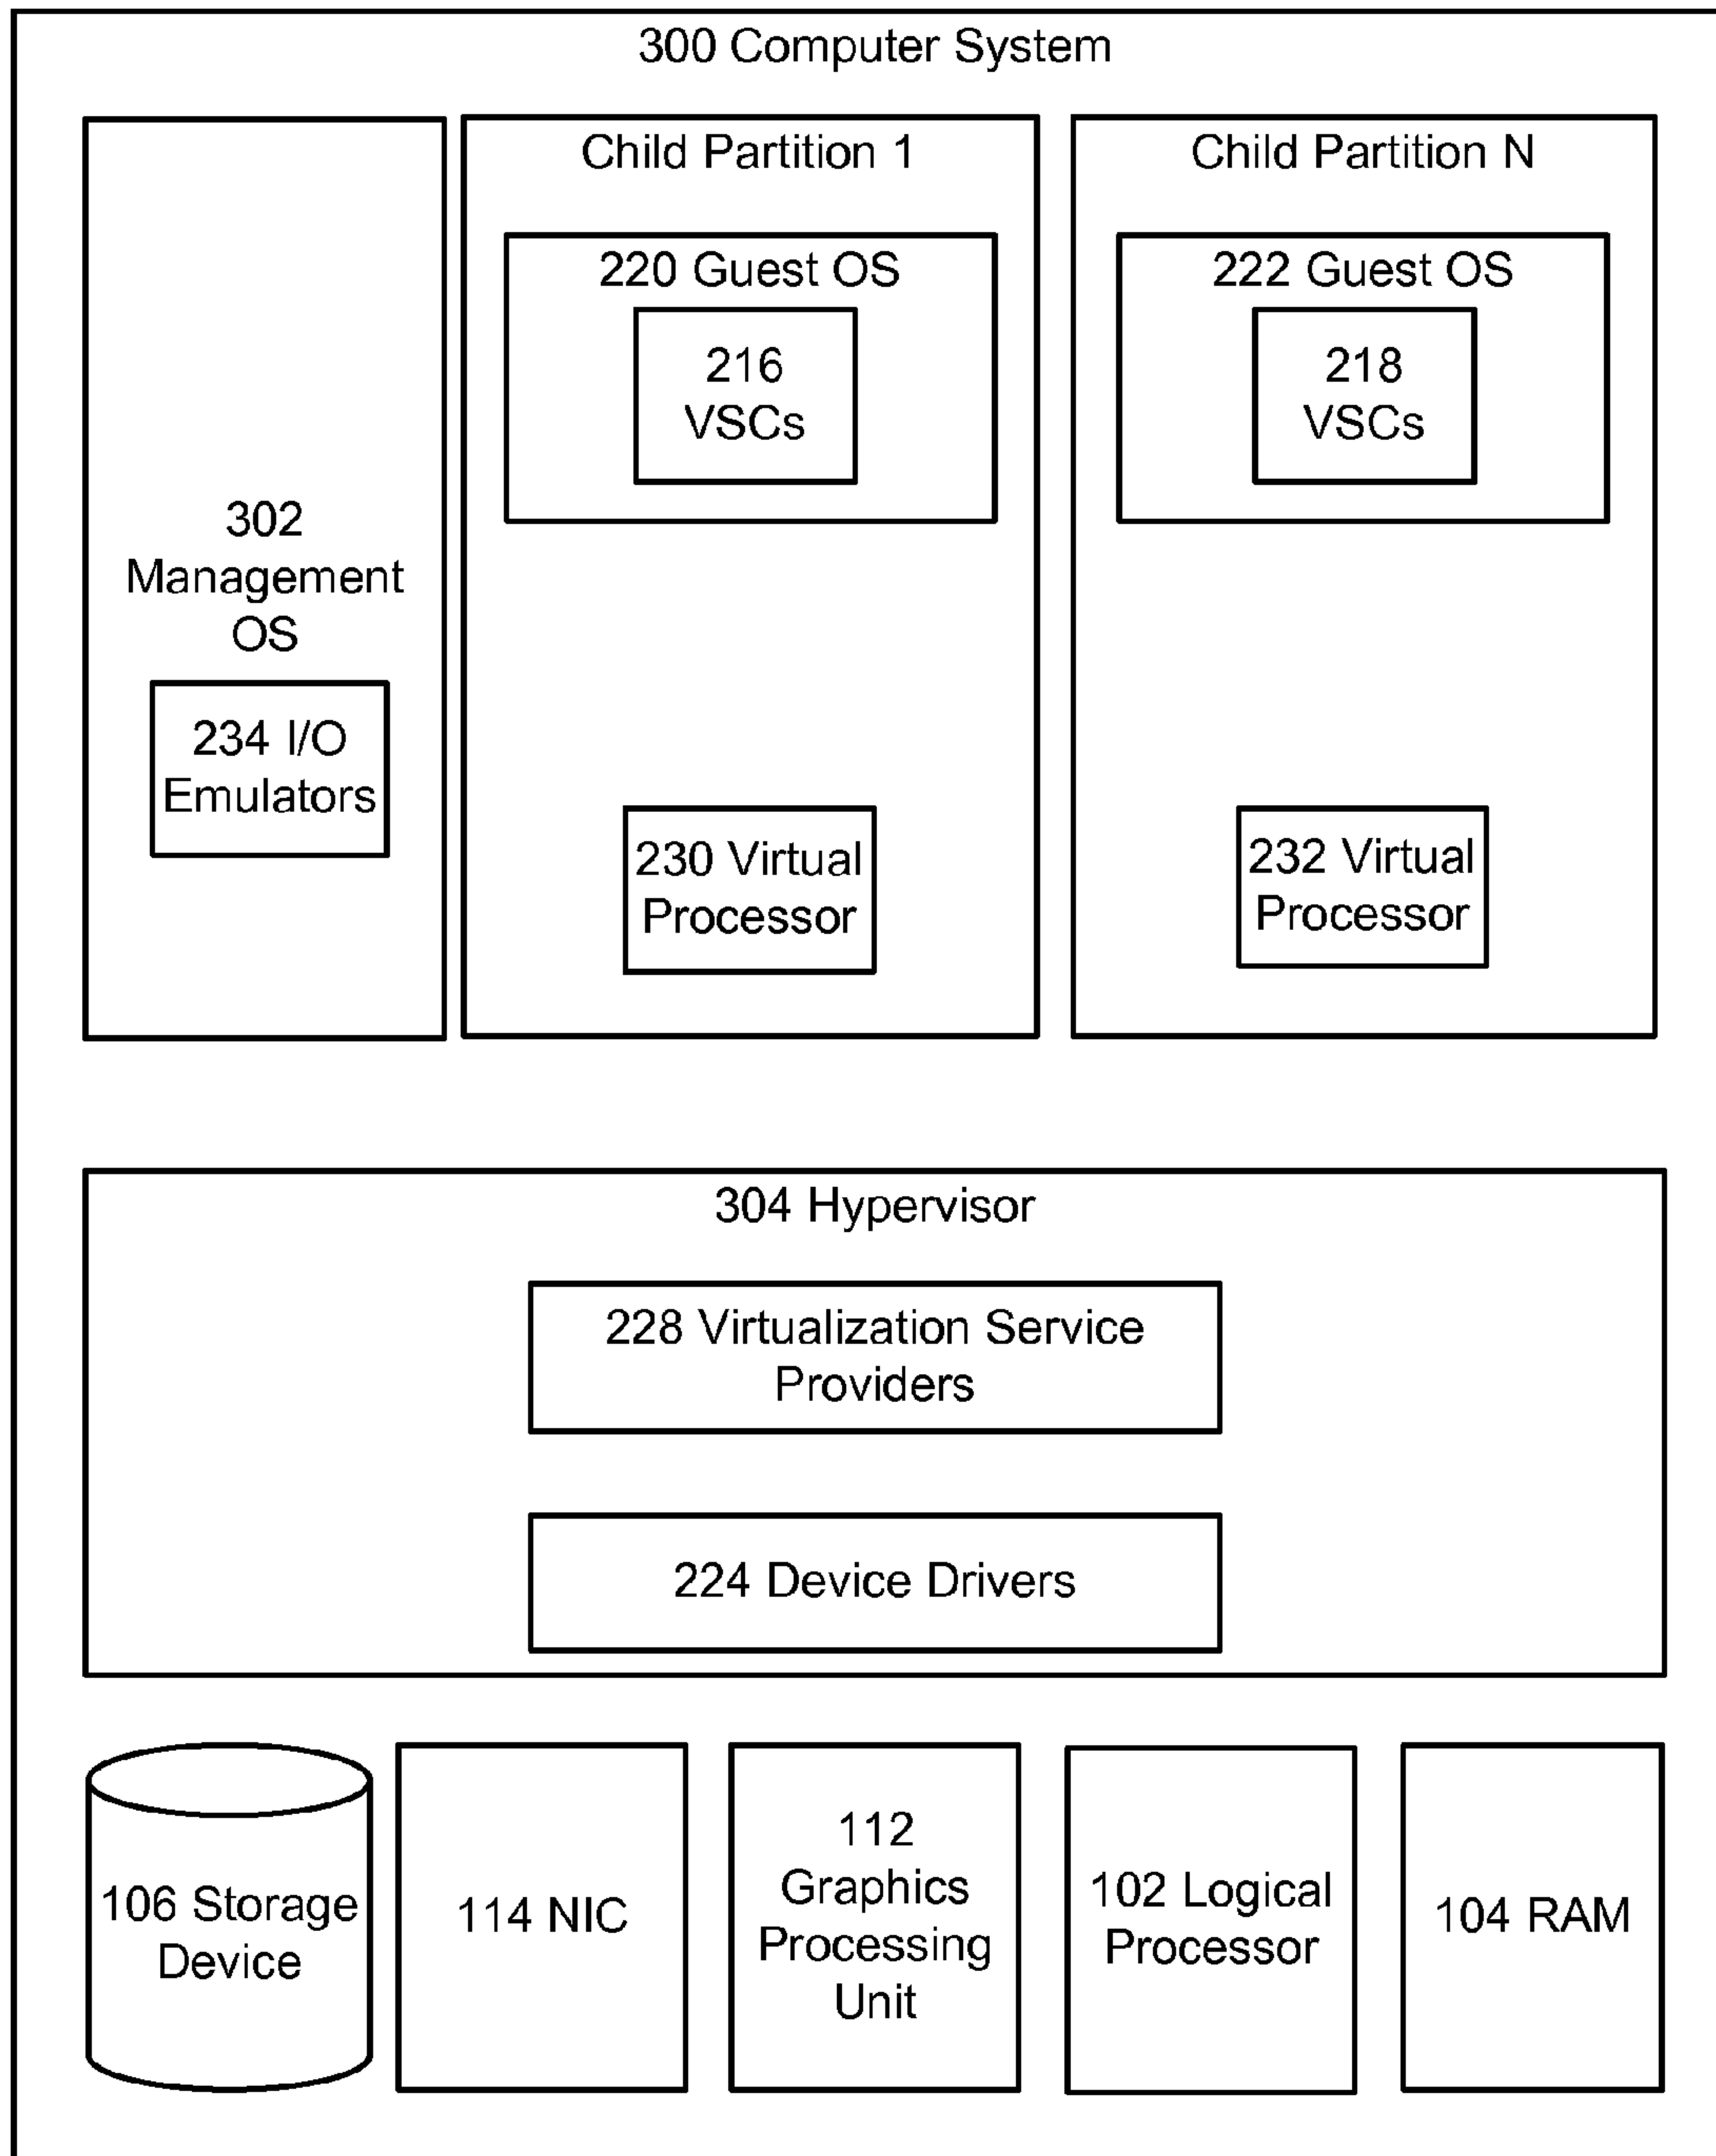 300 Computer System
302
Management
OS
234 I/O
Emulators
Child Partition 1
220 Guest OS
216
VSCs
230 Virtual
Processor
Child Partition N
222 Guest OS
218
VSCs
232 Virtual
Processor
304 Hypervisor
228 Virtualization Service
Providers
224 Device Drivers
106 Storage
Device
114 NIC
112
Graphics
Processing
Unit
102 Logical
Processor
104 RAM